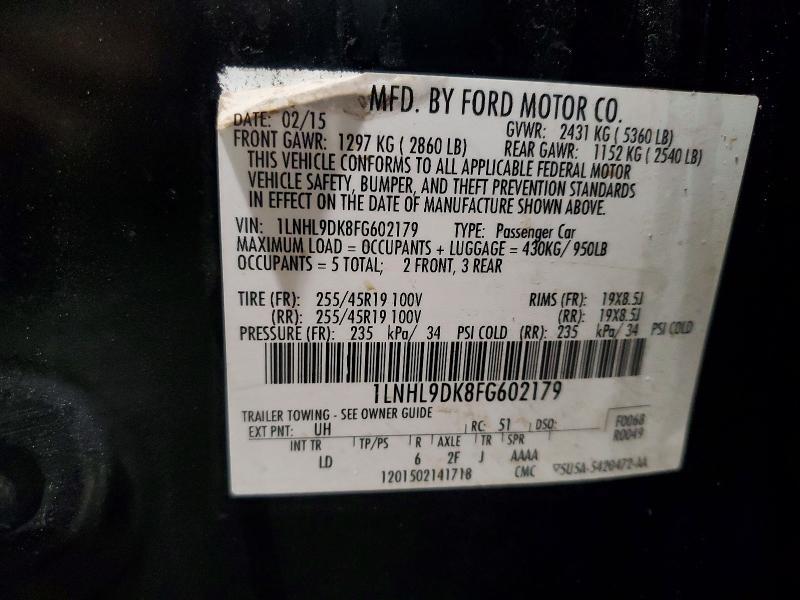 MFD. BY FORD MOTOR CO.
DATE: 02/15 GVWR: 2431 KG ( 5360 LB)
FRONT GAWR: 1297 KG ( 2860 LB) REAR GAWR: 1152 KG ( 2540 LB)
THIS VEHICLE CONFORMS TO ALL APPLICABLE FEDERAL MOTOR
VEHICLE SAFETY, BUMPER, AND THEFT PREVENTION STANDARDS
IN EFFECT ON THE DATE OF MANUFACTURE SHOWN ABOVE.
VIN: 1LNHL9DK8FG602179 TYPE: Passenger Car
MAXIMUM LOAD = OCCUPANTS + LUGGAGE = 430KG/ 950LB
OCCUPANTS = 5 TOTAL; 2 FRONT, 3 REAR
TIRE (FR): 255/45R19 100V RIMS (FR): 19X8.5J
(RR): 255/45R19 100V (RR): 19X8.5J
PRESSURE (FR): 235 kPa/ 34 PSI COLD (RR): 235 kPa/ 34 PSI COLD
1LNHL9DK8FG602179
TRAILER TOWING - SEE OWNER GUIDE
EXT PNT: UH RC: 51 DSO: F0068
R0049
INT TR TP/PS R AXLE TR SPR
LD 6 2F J AAAA
1201502141718 CMC 5U5A-5420472-AA